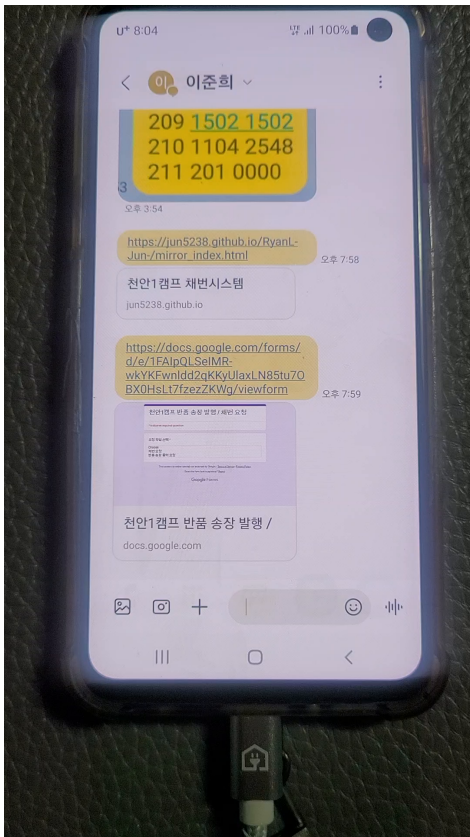 U+ 8:04
LTE 100%
이 이준희
209 1502 1502
210 1104 2548
211 201 0000
3
오후 3:54
https://jun5238.github.io/RyanL-
Jun-/mirror_index.html
오후 7:58
천안1캠프 채번시스템
jun5238.github.io
https://docs.google.com/forms/
d/e/1FAIpQLSeIMR-
wkYKFwnIdd2qKKyUlaxLN85tu7O
BX0HsLt7fzezZKWg/viewform
오후 7:59
천안1캠프 반품 송장 발행 / 채번 요청
Google Forms
천안1캠프 반품 송장 발행 /
docs.google.com